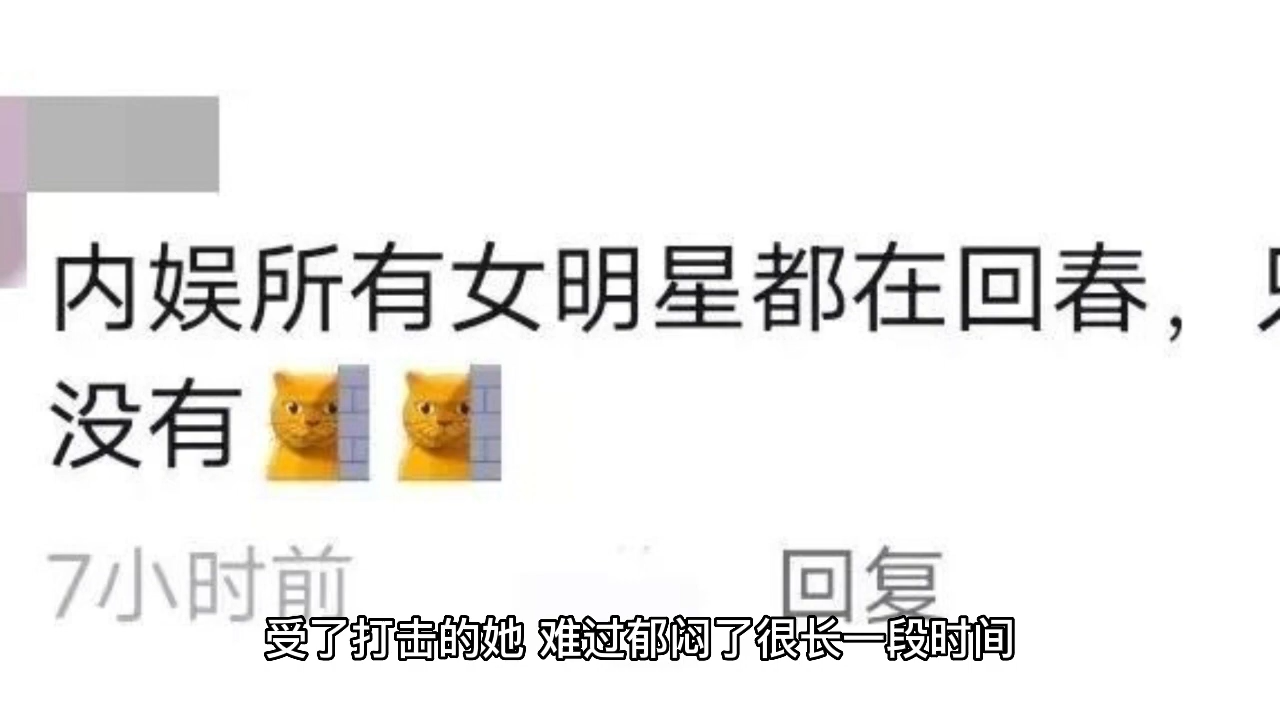 内娱所有女明星都在回春，
没有
7小时前 回复
受了打击的她 难过郁闷了很长一段时间